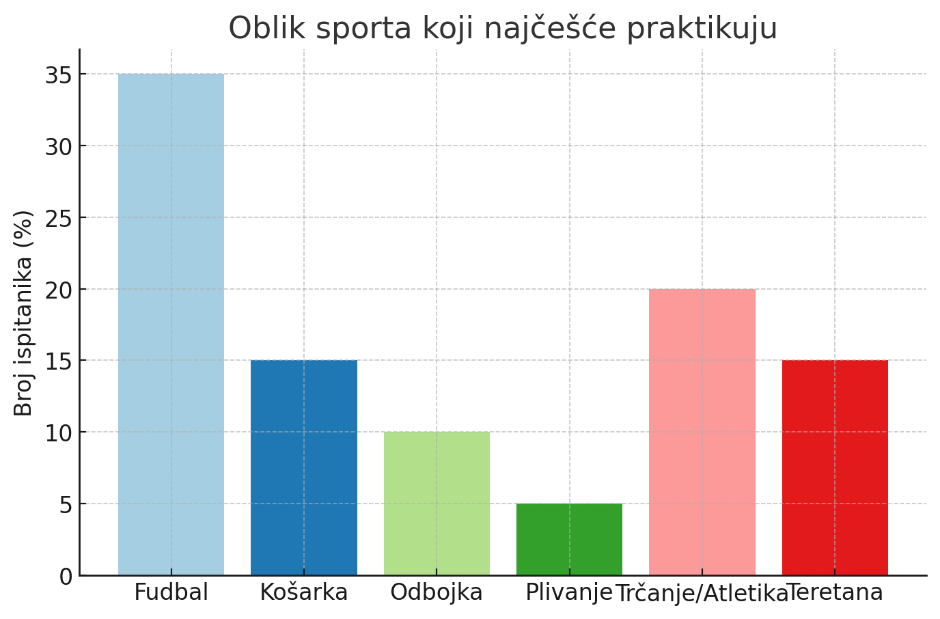 Oblik sporta koji najčešće praktikuju
Broj ispitanika (%)
35
30
25
20
15
10
5
0
Fudbal Košarka Odbojka Plivanje Trčanje/Atletika Teretana